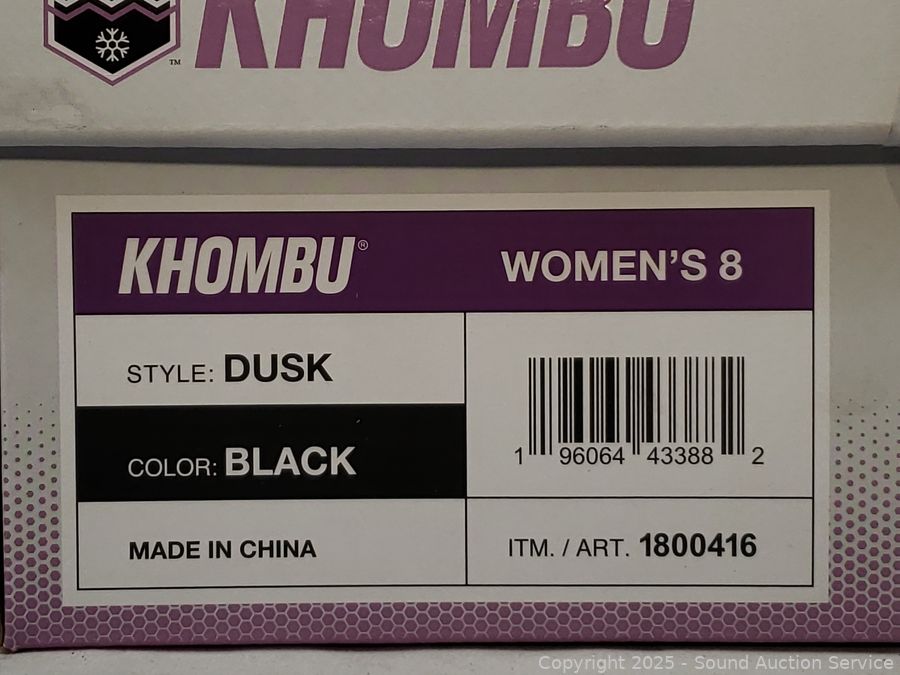 KHOMBU
TM
KHOMBU®
WOMEN'S 8
STYLE: DUSK
COLOR: BLACK
1 96064 43388 2
MADE IN CHINA
ITM. / ART. 1800416
Copyright 2025 - Sound Auction Service